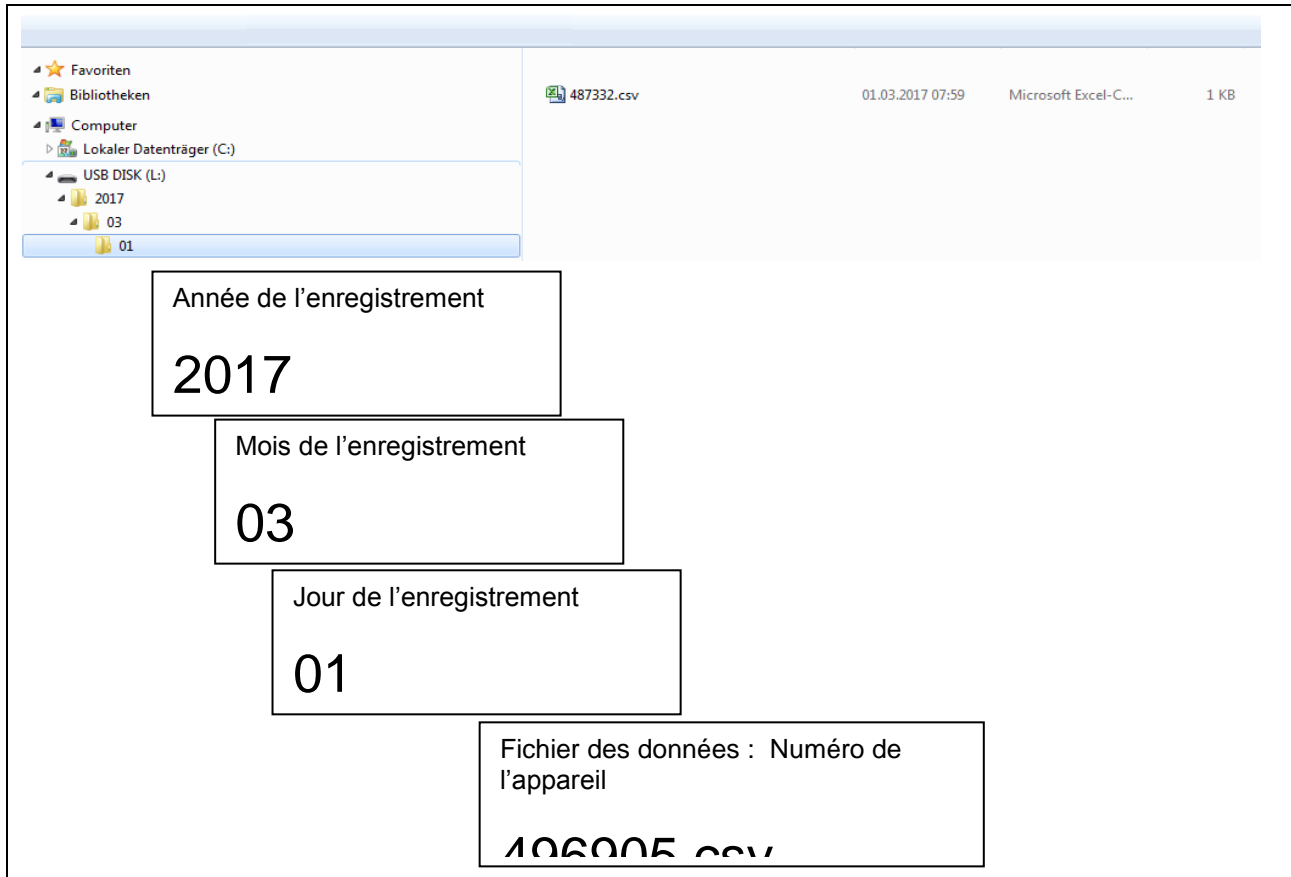 Favoriten
Bibliotheken
487332.csv 01.03.2017 07:59 Microsoft Excel-C... 1 KB
Computer
Lokaler Datenträger (C:)
USB DISK (L:)
2017
03
01
Année de l’enregistrement
2017
Mois de l’enregistrement
03
Jour de l’enregistrement
01
Fichier des données : Numéro de
l’appareil
496905.csv